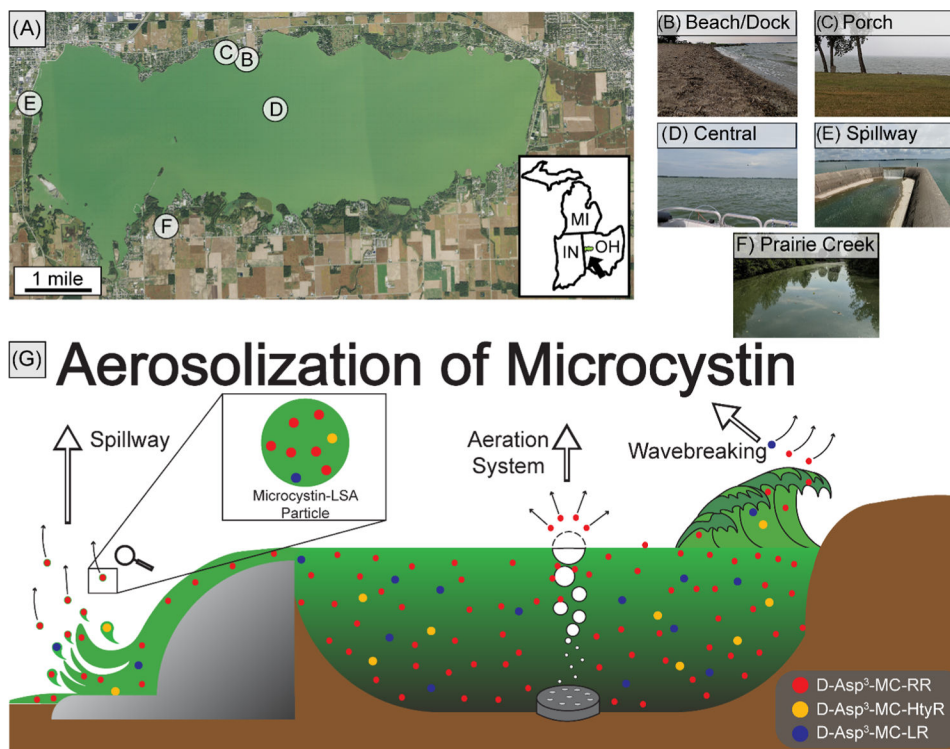 (A)
C
B
D
E
F
1 mile
MI
IN
OH
(B) Beach/Dock
(C) Porch
(D) Central
(E) Spillway
(F) Prairie Creek
(G)
Aerosolization of Microcystin
Spillway
Microcystin-LSA
Particle
Aeration
System
Wavebreaking
D-Asp³-MC-RR
D-Asp³-MC-HtyR
D-Asp³-MC-LR